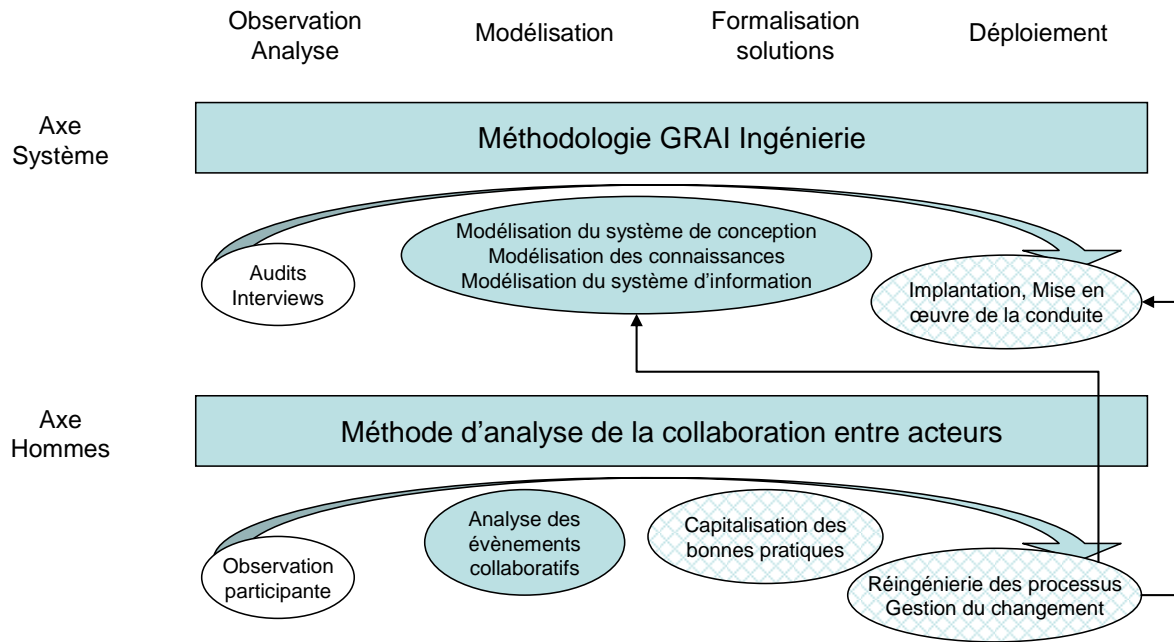 Observation
Analyse
Modélisation
Formalisation
solutions
Déploiement
Axe
Système
Méthodologie GRAI Ingénierie
Audits
Interviews
Modélisation du système de conception
Modélisation des connaissances
Modélisation du système d'information
Implantation, Mise en
œuvre de la conduite
Axe
Hommes
Méthode d'analyse de la collaboration entre acteurs
Observation
participante
Analyse des
évènements
collaboratifs
Capitalisation des
bonnes pratiques
Réingénierie des processus
Gestion du changement